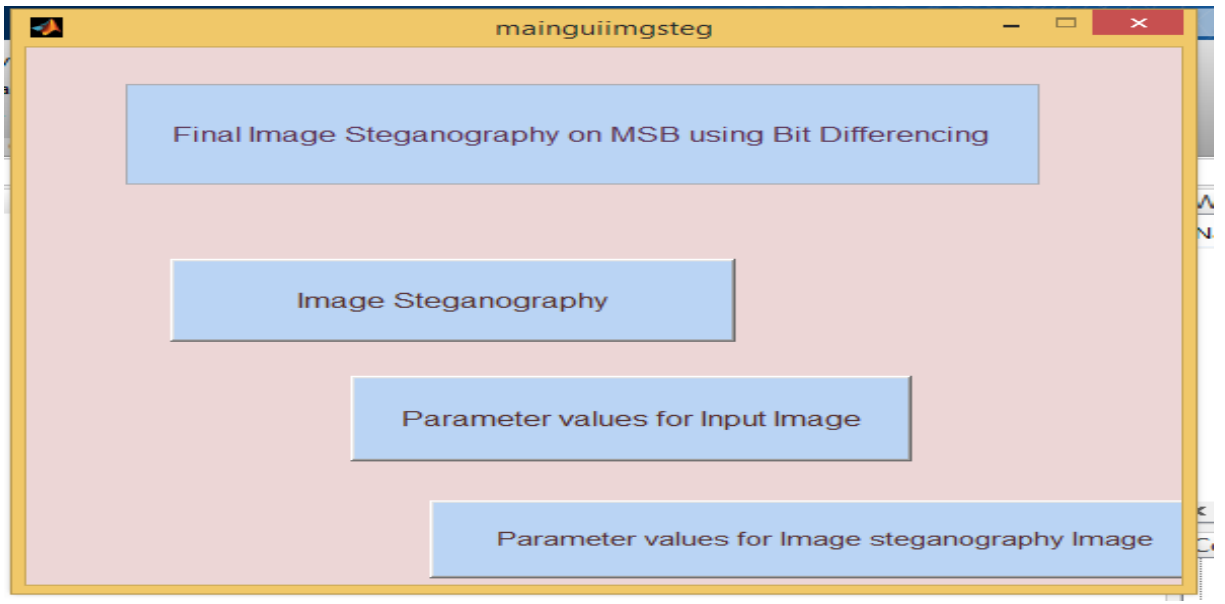 mainguiimgsteg
Final Image Steganography on MSB using Bit Differencing
Image Steganography
Parameter values for Input Image
Parameter values for Image steganography Image